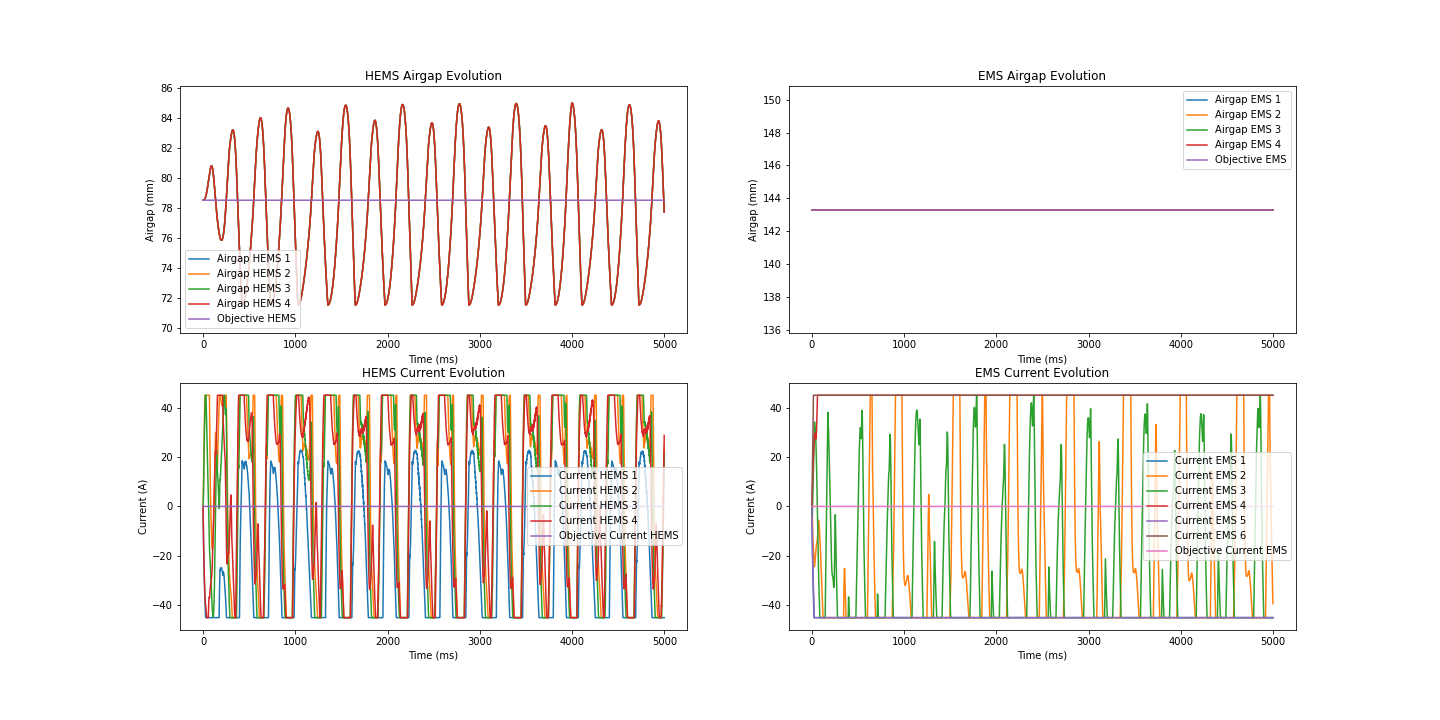 HEMS Airgap Evolution
86
84
82
80
78
76
74
72
70
Airgap (mm)
Airgap HEMS 1
Airgap HEMS 2
Airgap HEMS 3
Airgap HEMS 4
Objective HEMS
0 1000 2000 3000 4000 5000
Time (ms)
EMS Airgap Evolution
150
148
146
144
142
140
138
136
Airgap (mm)
Airgap EMS 1
Airgap EMS 2
Airgap EMS 3
Airgap EMS 4
Objective EMS
0 1000 2000 3000 4000 5000
Time (ms)
HEMS Current Evolution
40
20
0
−20
−40
Current (A)
Current HEMS 1
Current HEMS 2
Current HEMS 3
Current HEMS 4
Objective Current HEMS
0 1000 2000 3000 4000 5000
Time (ms)
EMS Current Evolution
40
20
0
−20
−40
Current (A)
Current EMS 1
Current EMS 2
Current EMS 3
Current EMS 4
Current EMS 5
Current EMS 6
Objective Current EMS
0 1000 2000 3000 4000 5000
Time (ms)